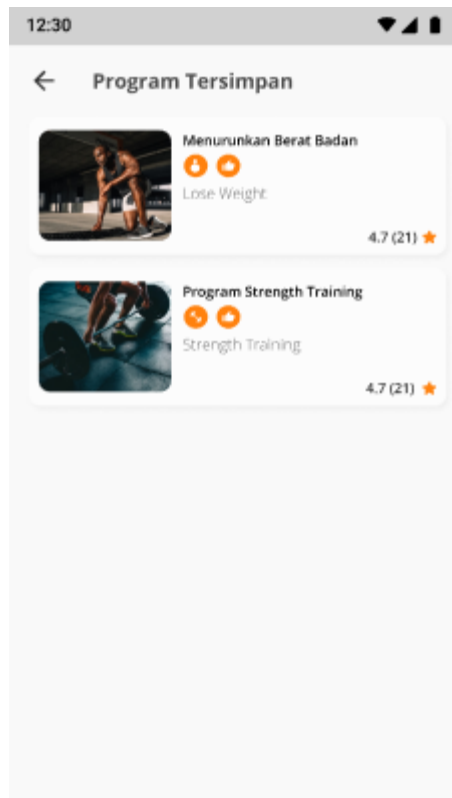 12:30
Program Tersimpan
Menurunkan Berat Badan
Lose Weight
4.7 (21)
Program Strength Training
Strength Training
4.7 (21)